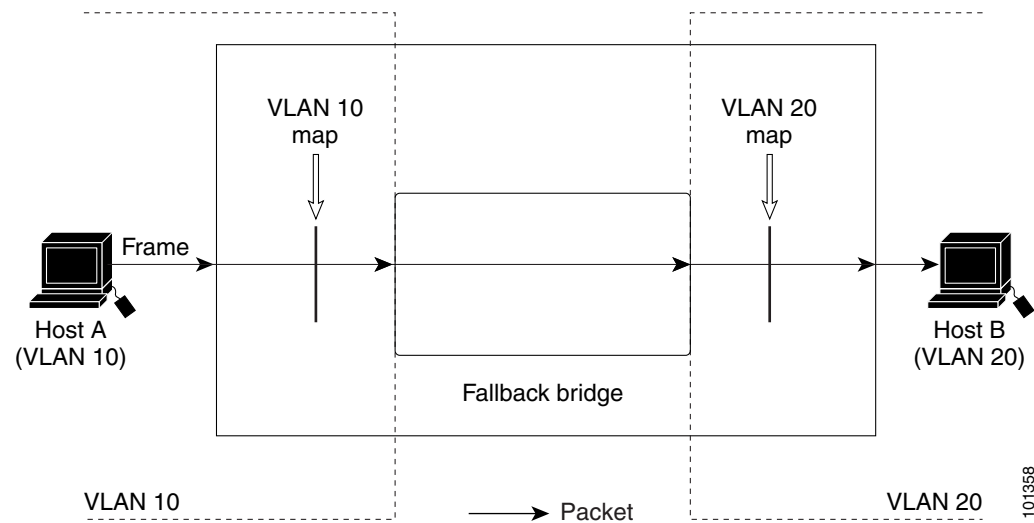 VLAN 10
map
VLAN 20
map
Frame
Host A
(VLAN 10)
Host B
(VLAN 20)
Fallback bridge
VLAN 10
Packet
VLAN 20
101358